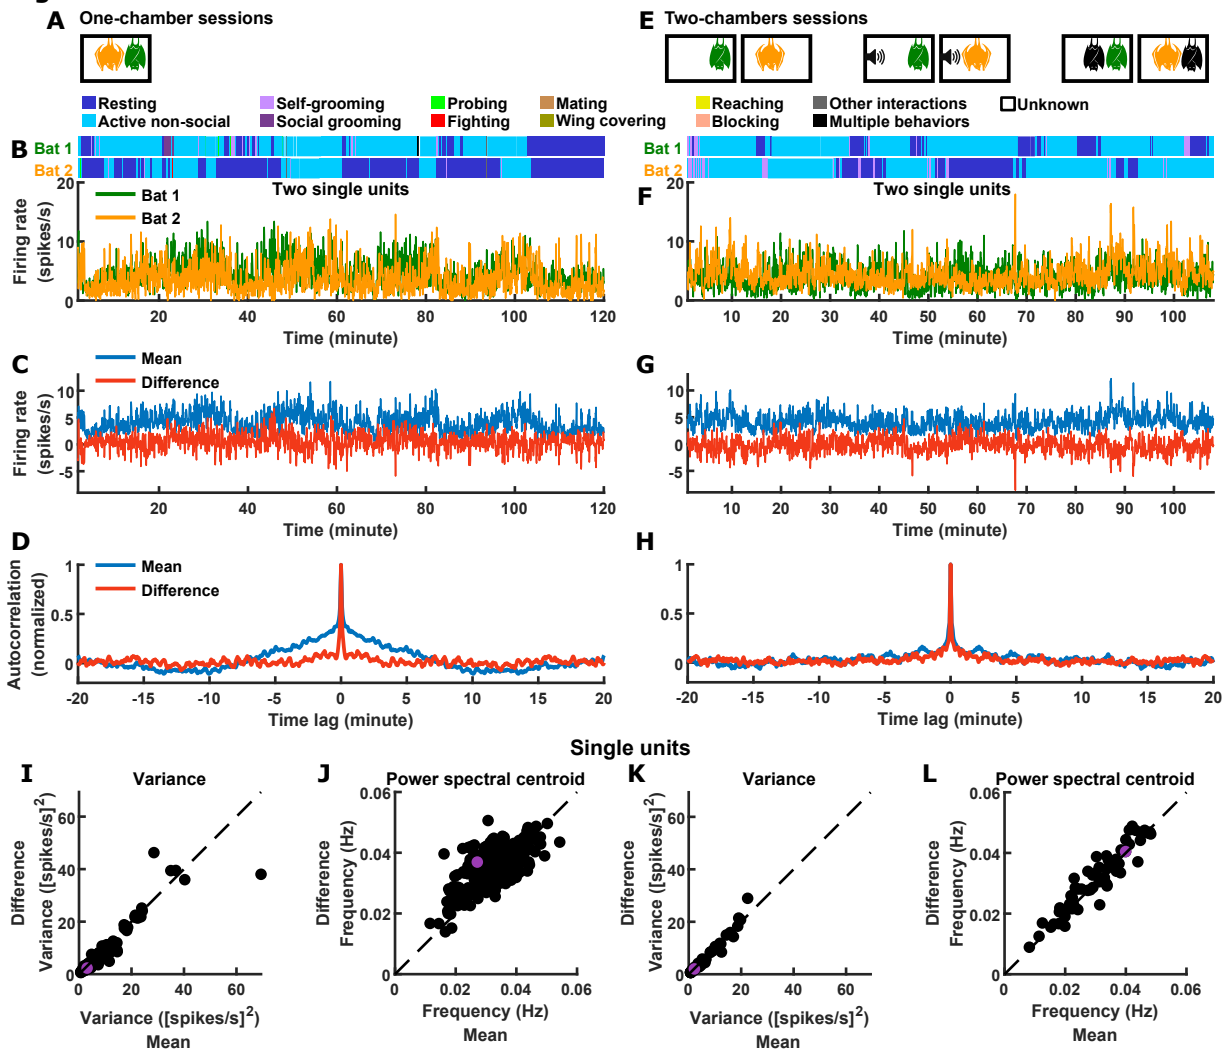 A One-chamber sessions
E Two-chambers sessions
Resting
Self-grooming
Probing
Mating
Reaching
Other interactions
Unknown
Active non-social
Social grooming
Fighting
Wing covering
Blocking
Multiple behaviors
B
Bat 1
Bat 2
Bat 1
Bat 2
Two single units
Bat 1
Bat 2
Firing rate
(spikes/s)
20
10
0
20 40 60 80 100 120
Time (minute)
F
Two single units
20
10
0
10 20 30 40 50 60 70 80 90 100
Time (minute)
C
Mean
Difference
Firing rate
(spikes/s)
10
5
0
-5
20 40 60 80 100 120
Time (minute)
G
10
5
0
-5
10 20 30 40 50 60 70 80 90 100
Time (minute)
D
Mean
Difference
Autocorrelation
(normalized)
1
0.5
0
-20 -15 -10 -5 0 5 10 15 20
Time lag (minute)
H
1
0.5
0
-20 -15 -10 -5 0 5 10 15 20
Time lag (minute)
Single units
I Variance
Difference
Variance ([spikes/s]²)
60
40
20
0
0 20 40 60
Variance ([spikes/s]²)
Mean
J Power spectral centroid
Difference
Frequency (Hz)
0.06
0.04
0.02
0
0 0.02 0.04 0.06
Frequency (Hz)
Mean
K Variance
Difference
Variance ([spikes/s]²)
60
40
20
0
0 20 40 60
Variance ([spikes/s]²)
Mean
L Power spectral centroid
Difference
Frequency (Hz)
0.06
0.04
0.02
0
0 0.02 0.04 0.06
Frequency (Hz)
Mean